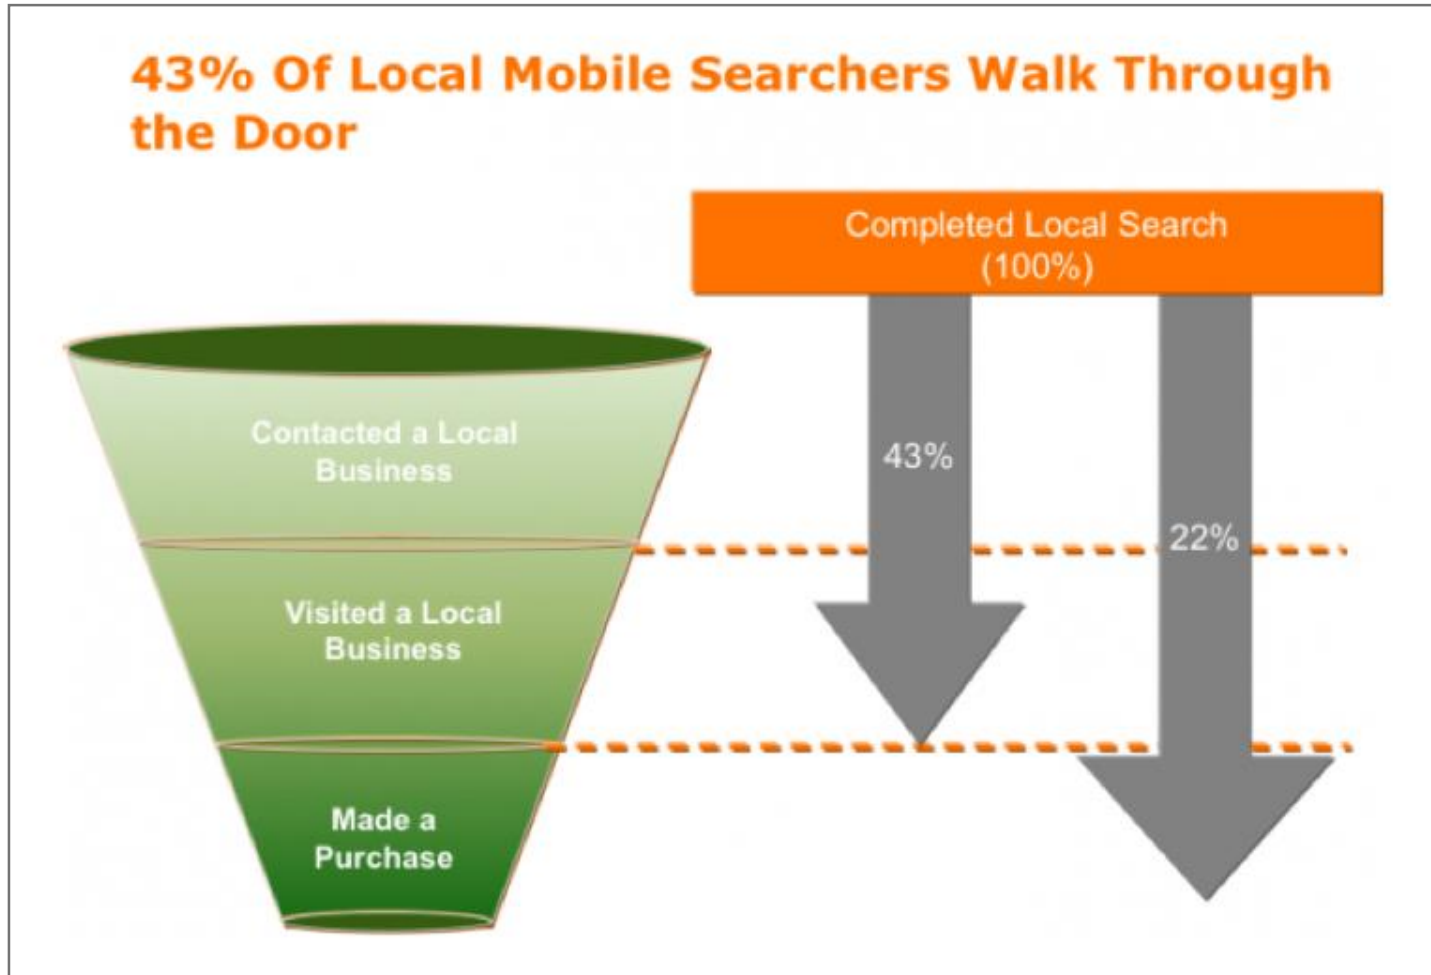 43% Of Local Mobile Searchers Walk Through
the Door
Completed Local Search
(100%)
Contacted a Local
Business
43%
22%
Visited a Local
Business
Made a
Purchase